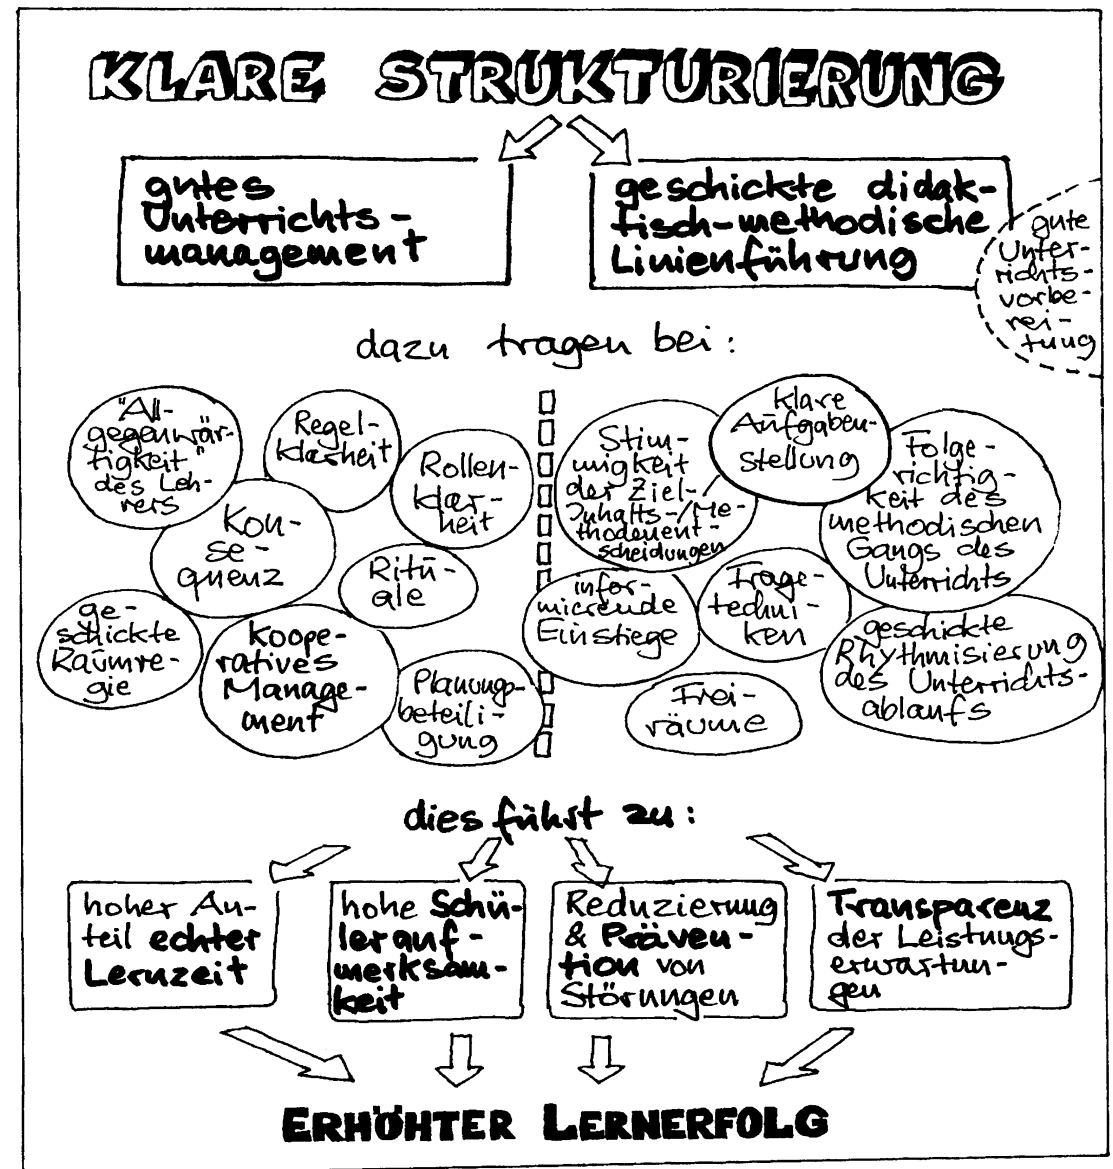 KLARE STRUKTURIERUNG
gutes
Unterrichts-
management
geschickte didak-
tisch-methodische
Linienführung
gute
Unter-
richts-
vorbe-
rei-
tung
dazu tragen bei:
"All-
gegenwär-
tigkeit"
des Leh-
rers
Regel-
klarheit
Rollen-
klar-
heit
Kon-
se-
quenz
Ritu-
ale
ge-
schickte
Raumre-
gie
Koope-
ratives
Manage-
ment
Planungs-
beteili-
gung
Stim-
migkeit
der Ziel-/
Inhalts-/Me-
thodenent-
scheidungen
klare
Aufgaben-
stellung
Folge-
richtig-
keit des
methodischen
Gangs des
Unterrichts
infor-
mierende
Einstiege
Frage-
techni-
ken
geschickte
Rhythmisierung
des Unterrichts-
ablaufs
Frei-
räume
dies führt zu:
hoher An-
teil echter
Lernzeit
hohe Schü-
lerauf-
merksam-
keit
Reduzierung
& Präven-
tion von
Störungen
Transparenz
der Leistungs-
erwartun-
gen
ERHÖHTER LERNERFOLG